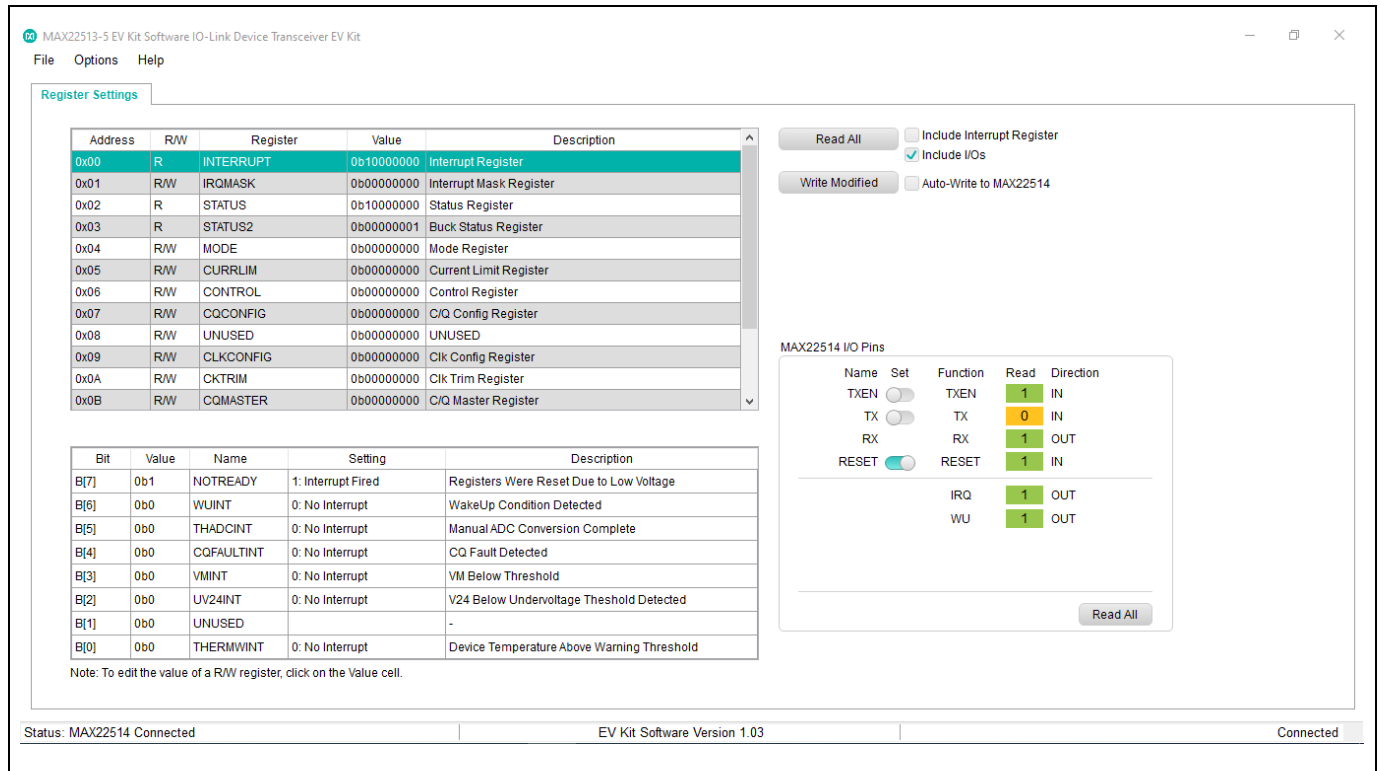 MAX22513-5 EV Kit Software IO-Link Device Transceiver EV Kit
File Options Help
Register Settings
Address R/W Register Value Description
0x00 R INTERRUPT 0b10000000 Interrupt Register
0x01 R/W IRQMASK 0b00000000 Interrupt Mask Register
0x02 R STATUS 0b10000000 Status Register
0x03 R STATUS2 0b00000001 Buck Status Register
0x04 R/W MODE 0b00000000 Mode Register
0x05 R/W CURRLIM 0b00000000 Current Limit Register
0x06 R/W CONTROL 0b00000000 Control Register
0x07 R/W CQCONFIG 0b00000000 C/Q Config Register
0x08 R/W UNUSED 0b00000000 UNUSED
0x09 R/W CLKCONFIG 0b00000000 Clk Config Register
0x0A R/W CKTRIM 0b00000000 Clk Trim Register
0x0B R/W CQMASTER 0b00000000 C/Q Master Register
Bit Value Name Setting Description
B[7] 0b1 NOTREADY 1: Interrupt Fired Registers Were Reset Due to Low Voltage
B[6] 0b0 WUINT 0: No Interrupt WakeUp Condition Detected
B[5] 0b0 THADCINT 0: No Interrupt Manual ADC Conversion Complete
B[4] 0b0 CQFAULTINT 0: No Interrupt CQ Fault Detected
B[3] 0b0 VMINT 0: No Interrupt VM Below Threshold
B[2] 0b0 UV24INT 0: No Interrupt V24 Below Undervoltage Theshold Detected
B[1] 0b0 UNUSED -
B[0] 0b0 THERMWINT 0: No Interrupt Device Temperature Above Warning Threshold
Note: To edit the value of a R/W register, click on the Value cell.
Read All Include Interrupt Register
Include I/Os
Write Modified Auto-Write to MAX22514
MAX22514 I/O Pins
Name Set Function Read Direction
TXEN TXEN 1 IN
TX TX 0 IN
RX RX 1 OUT
RESET RESET 1 IN
IRQ 1 OUT
WU 1 OUT
Read All
Status: MAX22514 Connected EV Kit Software Version 1.03 Connected